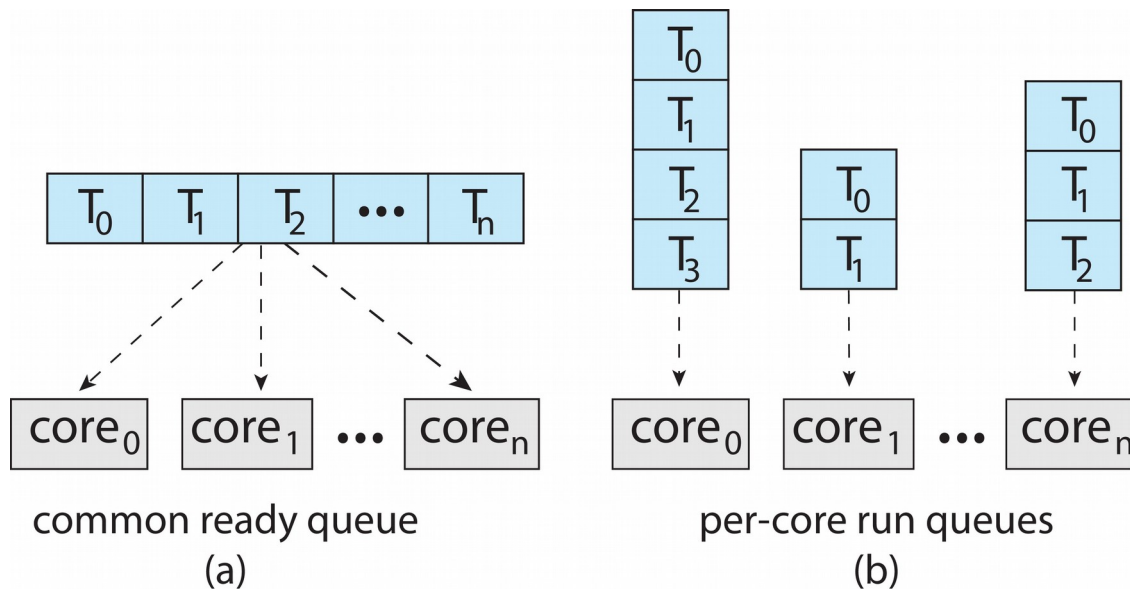 T0 T1 T2 ••• Tn
core0 core1 ••• coren
common ready queue
(a)
T0
T1
T2
T3
T0
T1
T0
T1
T2
core0 core1 ••• coren
per-core run queues
(b)